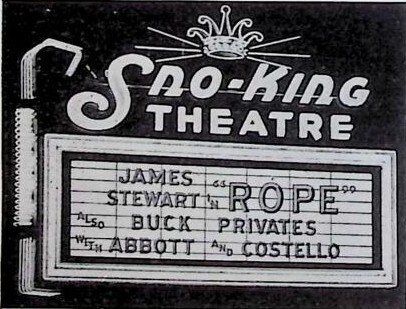 Sno-King
THEATRE
JAMES
STEWART IN "ROPE"
ALSO BUCK PRIVATES
WITH ABBOTT AND COSTELLO